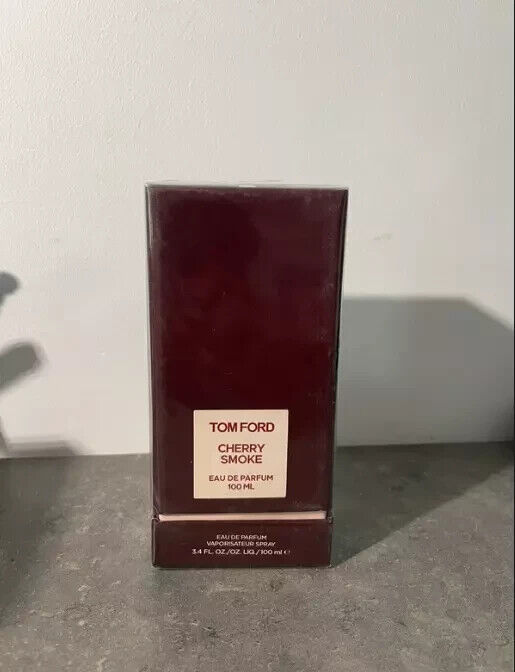 TOM FORD
CHERRY
SMOKE
EAU DE PARFUM
100 ML
EAU DE PARFUM
VAPORISATEUR SPRAY
3.4 FL. OZ./OZ. LIQ./100 ml ℮